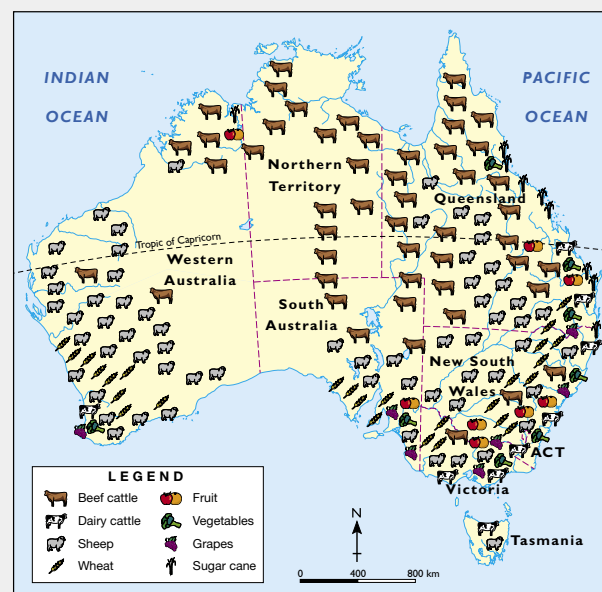 INDIAN
OCEAN
PACIFIC
OCEAN
Northern
Territory
Queensland
Tropic of Capricorn
Western
Australia
South
Australia
New South
Wales
ACT
Victoria
Tasmania
LEGEND
Beef cattle
Fruit
Dairy cattle
Vegetables
Sheep
Grapes
Wheat
Sugar cane
N
0 400 800 km